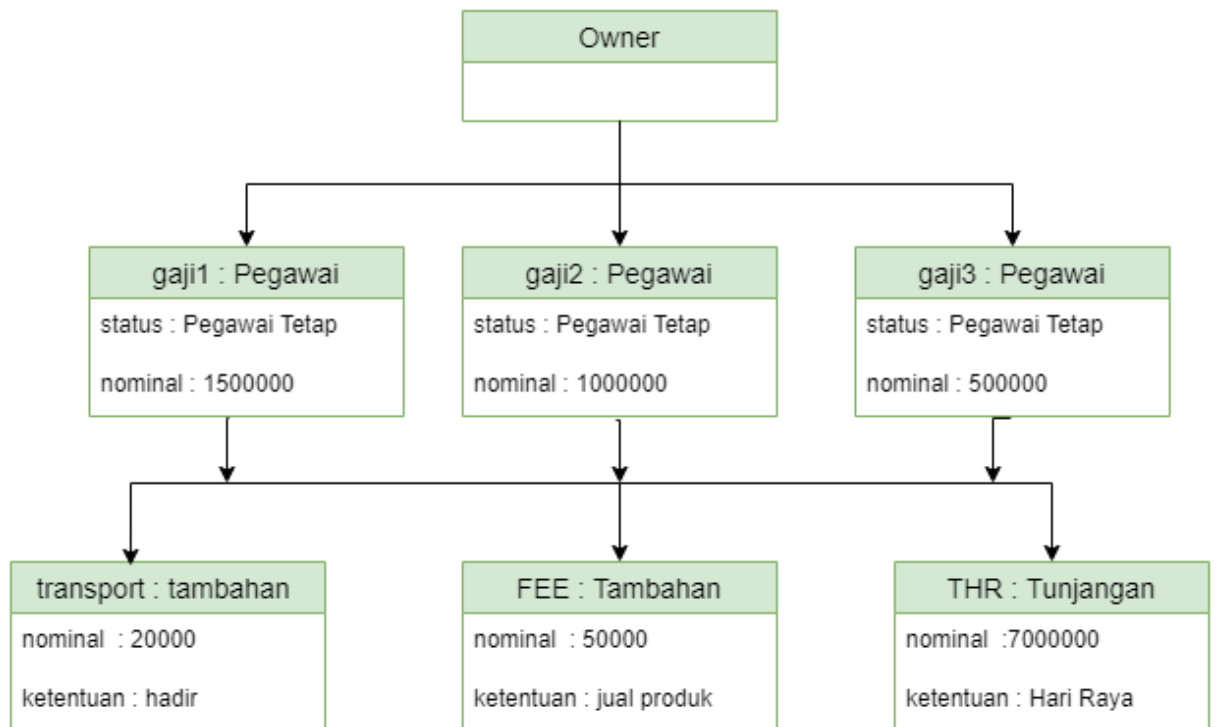 Owner
gaji1 : Pegawai
status : Pegawai Tetap
nominal : 1500000
gaji2 : Pegawai
status : Pegawai Tetap
nominal : 1000000
gaji3 : Pegawai
status : Pegawai Tetap
nominal : 500000
transport : tambahan
nominal  : 20000
ketentuan : hadir
FEE : Tambahan
nominal  : 50000
ketentuan : jual produk
THR : Tunjangan
nominal  :7000000
ketentuan : Hari Raya